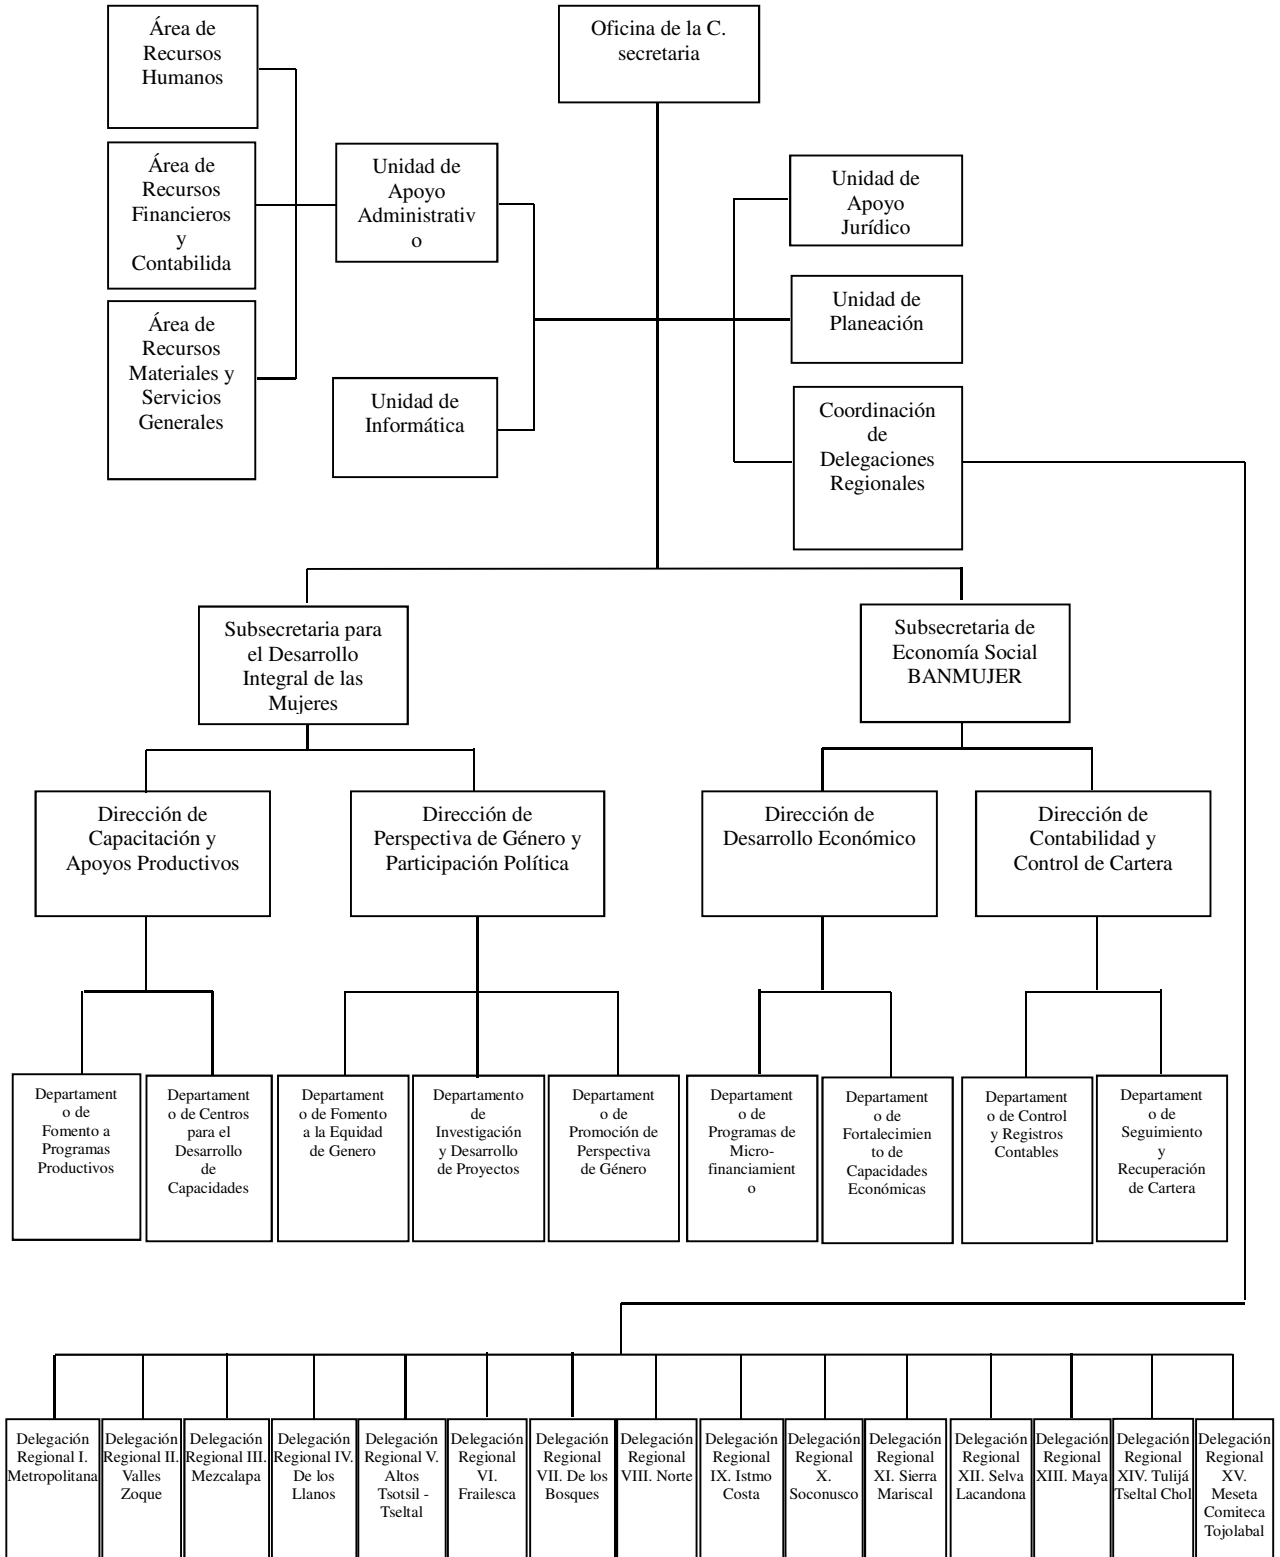 Área de
Recursos
Humanos
Oficina de la C.
secretaria
Área de
Recursos
Financieros
y
Contabilida
Unidad de
Apoyo
Administrativ
o
Unidad de
Apoyo
Jurídico
Unidad de
Planeación
Área de
Recursos
Materiales y
Servicios
Generales
Unidad de
Informática
Coordinación
de
Delegaciones
Regionales
Subsecretaria para
el Desarrollo
Integral de las
Mujeres
Subsecretaria de
Economía Social
BANMUJER
Dirección de
Capacitación y
Apoyos Productivos
Dirección de
Perspectiva de Género y
Participación Política
Dirección de
Desarrollo Económico
Dirección de
Contabilidad y
Control de Cartera
Departament
o de
Fomento a
Programas
Productivos
Departament
o de Centros
para el
Desarrollo
de
Capacidades
Departament
o de Fomento
a la Equidad
de Genero
Departamento
de
Investigación
y Desarrollo
de Proyectos
Departament
o de
Promoción de
Perspectiva
de Género
Departament
o de
Programas de
Micro-
financiamient
o
Departament
o de
Fortalecimien
to de
Capacidades
Económicas
Departament
o de Control
y Registros
Contables
Departament
o de
Seguimiento
y
Recuperación
de Cartera
Delegación
Regional I.
Metropolitana
Delegación
Regional II.
Valles
Zoque
Delegación
Regional III.
Mezcalapa
Delegación
Regional IV.
De los
Llanos
Delegación
Regional V.
Altos
Tsotsil -
Tseltal
Delegación
Regional
VI.
Frailesca
Delegación
Regional
VII. De los
Bosques
Delegación
Regional
VIII. Norte
Delegación
Regional
IX. Istmo
Costa
Delegación
Regional
X.
Soconusco
Delegación
Regional
XI. Sierra
Mariscal
Delegación
Regional
XII. Selva
Lacandona
Delegación
Regional
XIII. Maya
Delegación
Regional
XIV. Tulijá
Tseltal Chol
Delegación
Regional
XV.
Meseta
Comiteca
Tojolabal